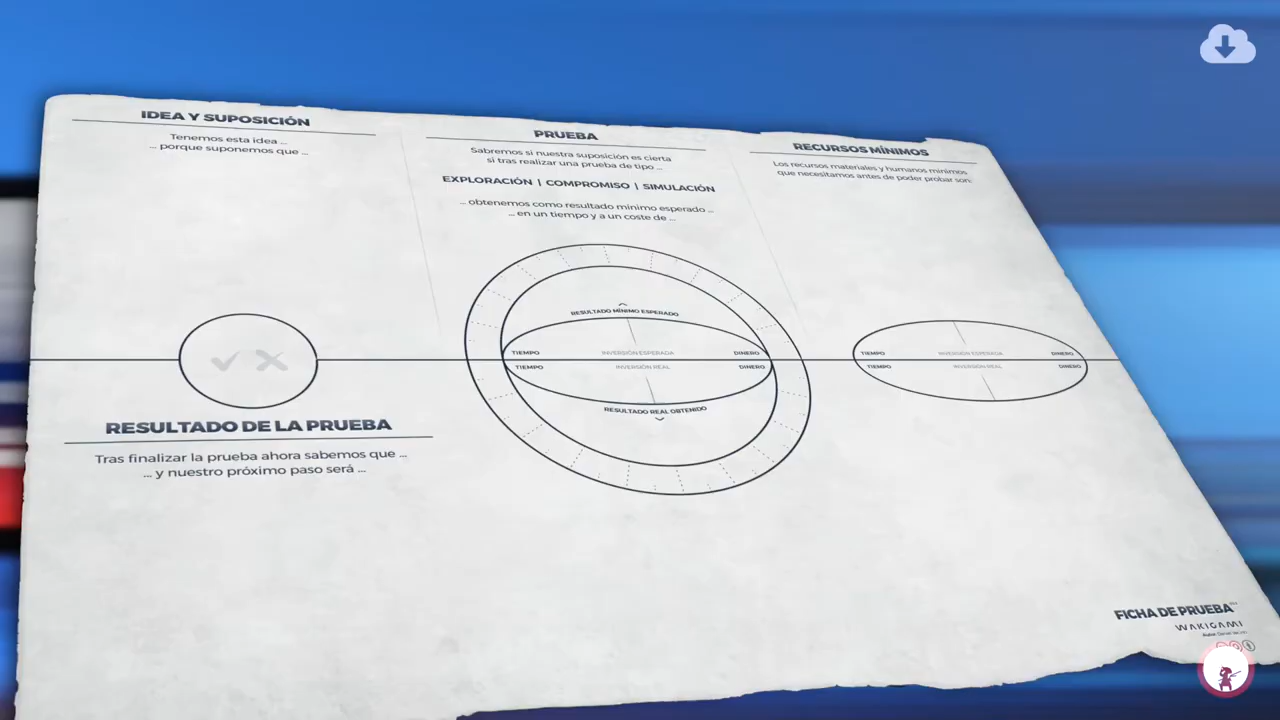 IDEA Y SUPOSICIÓN
Tenemos esta idea ...
... porque suponemos que ...
PRUEBA
Sabremos si nuestra suposición es cierta
si tras realizar una prueba de tipo ...
EXPLORACIÓN | COMPROMISO | SIMULACIÓN
... obtenemos como resultado mínimo esperado ...
... en un tiempo y a un coste de ...
RECURSOS MÍNIMOS
Los recursos materiales y humanos mínimos
que necesitamos antes de poder probar son:
RESULTADO MÍNIMO ESPERADO
TIEMPO INVERSIÓN ESPERADA DINERO
TIEMPO INVERSIÓN REAL DINERO
RESULTADO REAL OBTENIDO
TIEMPO INVERSIÓN ESPERADA DINERO
TIEMPO INVERSIÓN REAL DINERO
RESULTADO DE LA PRUEBA
Tras finalizar la prueba ahora sabemos que ...
... y nuestro próximo paso será ...
FICHA DE PRUEBA
WAKIGAMI